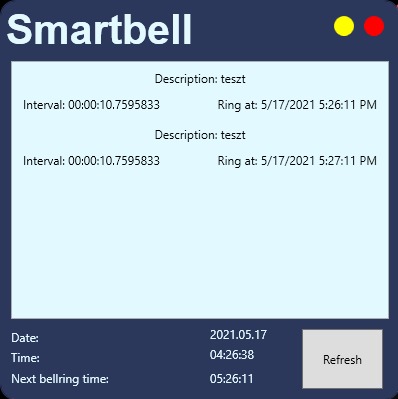 Smartbell
Description: teszt
Interval: 00:00:10.7595833 Ring at: 5/17/2021 5:26:11 PM
Description: teszt
Interval: 00:00:10.7595833 Ring at: 5/17/2021 5:27:11 PM
Date: 2021.05.17
Time: 04:26:38
Next bellring time: 05:26:11
Refresh